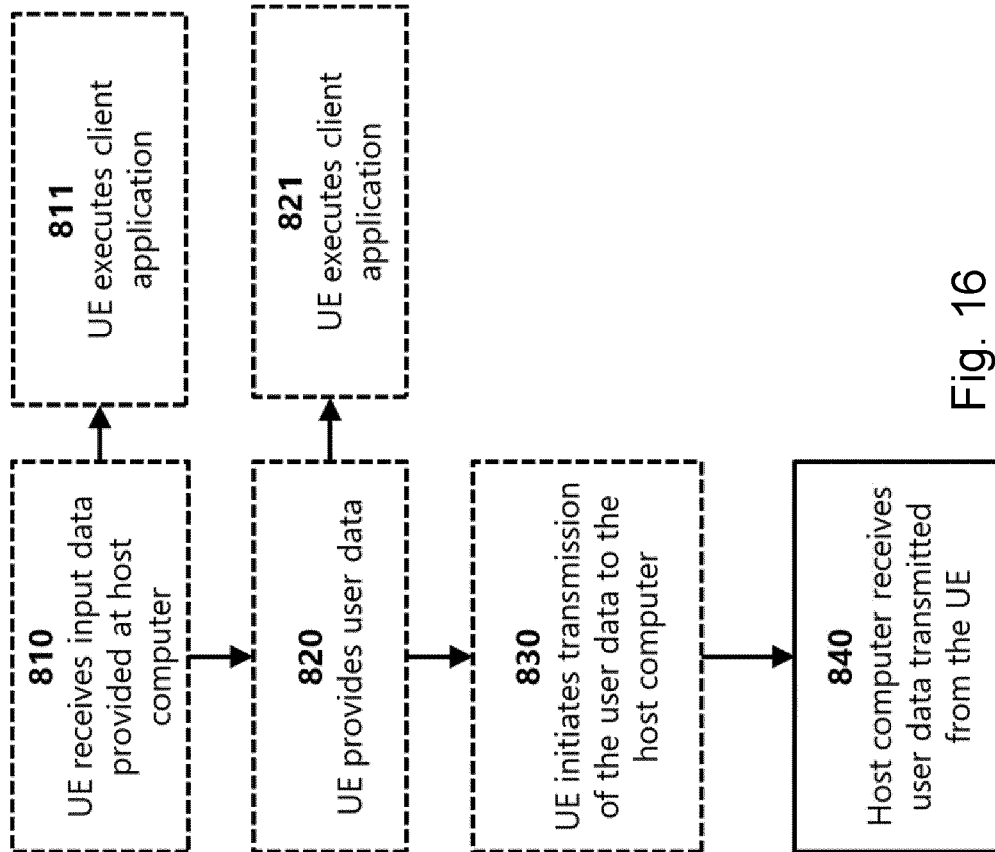 810
UE receives input data
provided at host
computer
811
UE executes client
application
820
UE provides user data
821
UE executes client
application
830
UE initiates transmission
of the user data to the
host computer
840
Host computer receives
user data transmitted
from the UE
Fig. 16